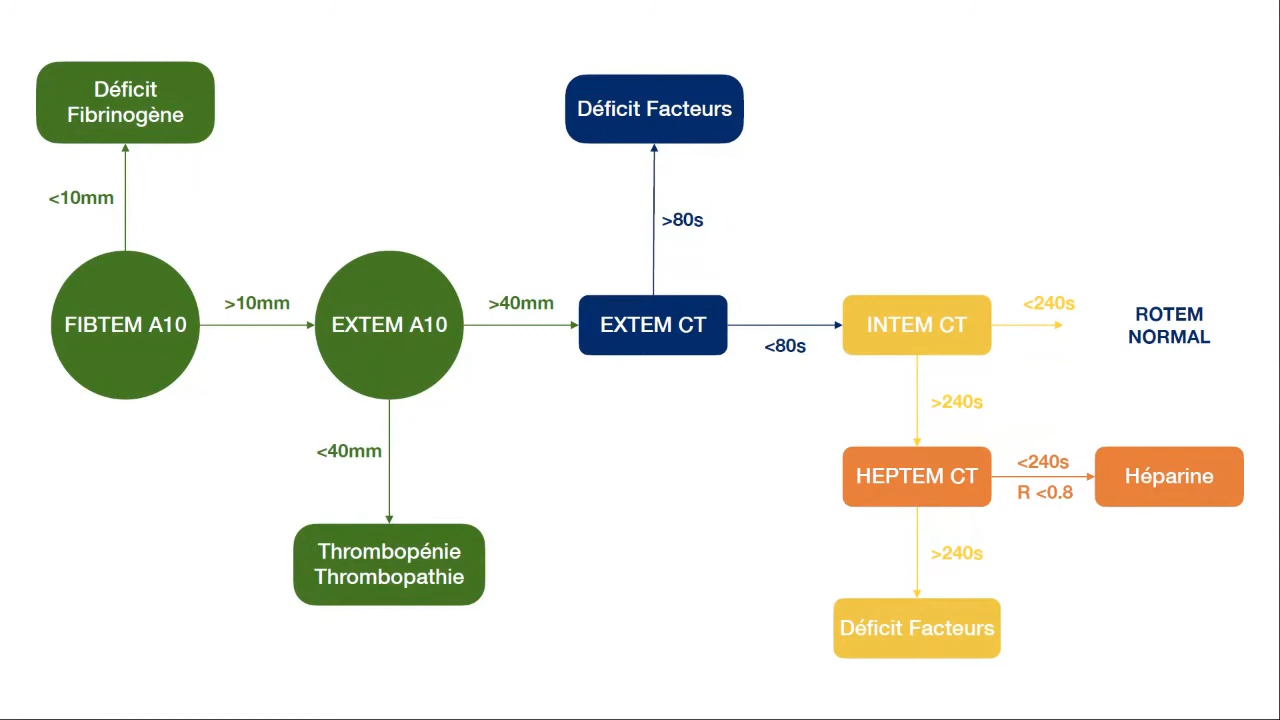 Déficit
Fibrinogène
Déficit Facteurs
<10mm
>80s
FIBTEM A10
>10mm
EXTEM A10
>40mm
EXTEM CT
<80s
INTEM CT
<240s
ROTEM
NORMAL
>240s
<40mm
HEPTEM CT
<240s
R <0.8
Héparine
>240s
Thrombopénie
Thrombopathie
Déficit Facteurs